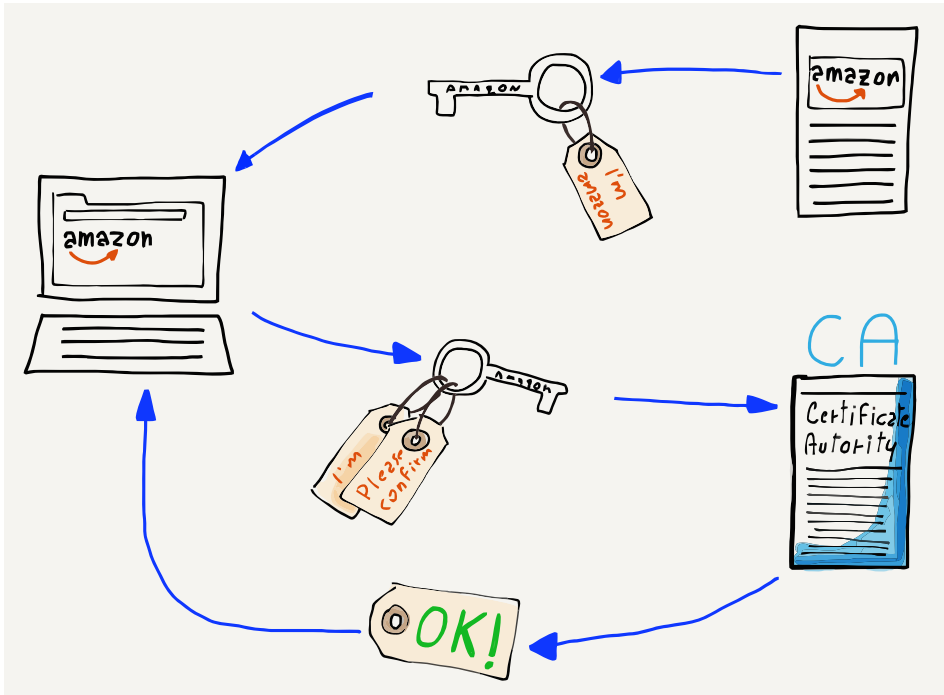 AMAZON
amazon
I'M
amazon
amazon
amazon
CA
Certificate
Autority
I'm
Please
confirm
OK!